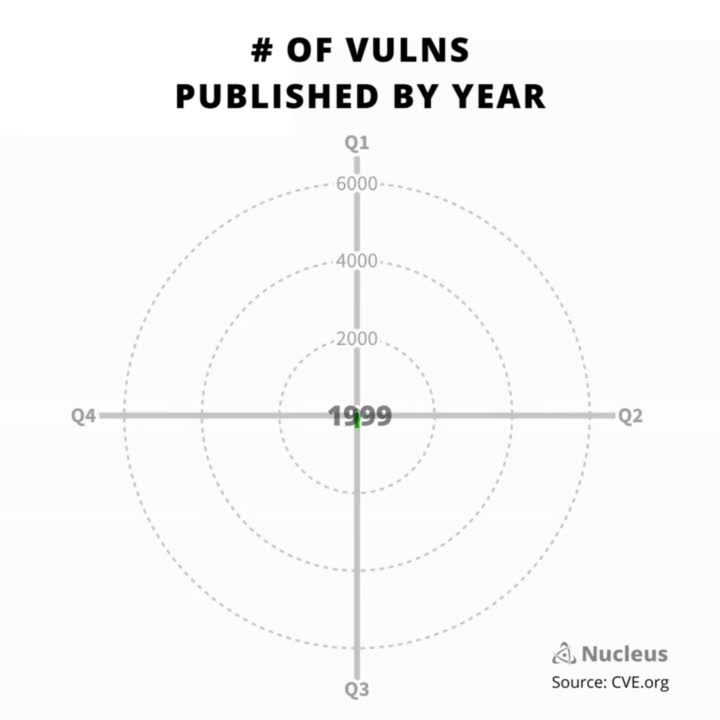 # OF VULNS
PUBLISHED BY YEAR
Q1
6000
4000
2000
Q4
1999
Q2
Nucleus
Source: CVE.org
Q3